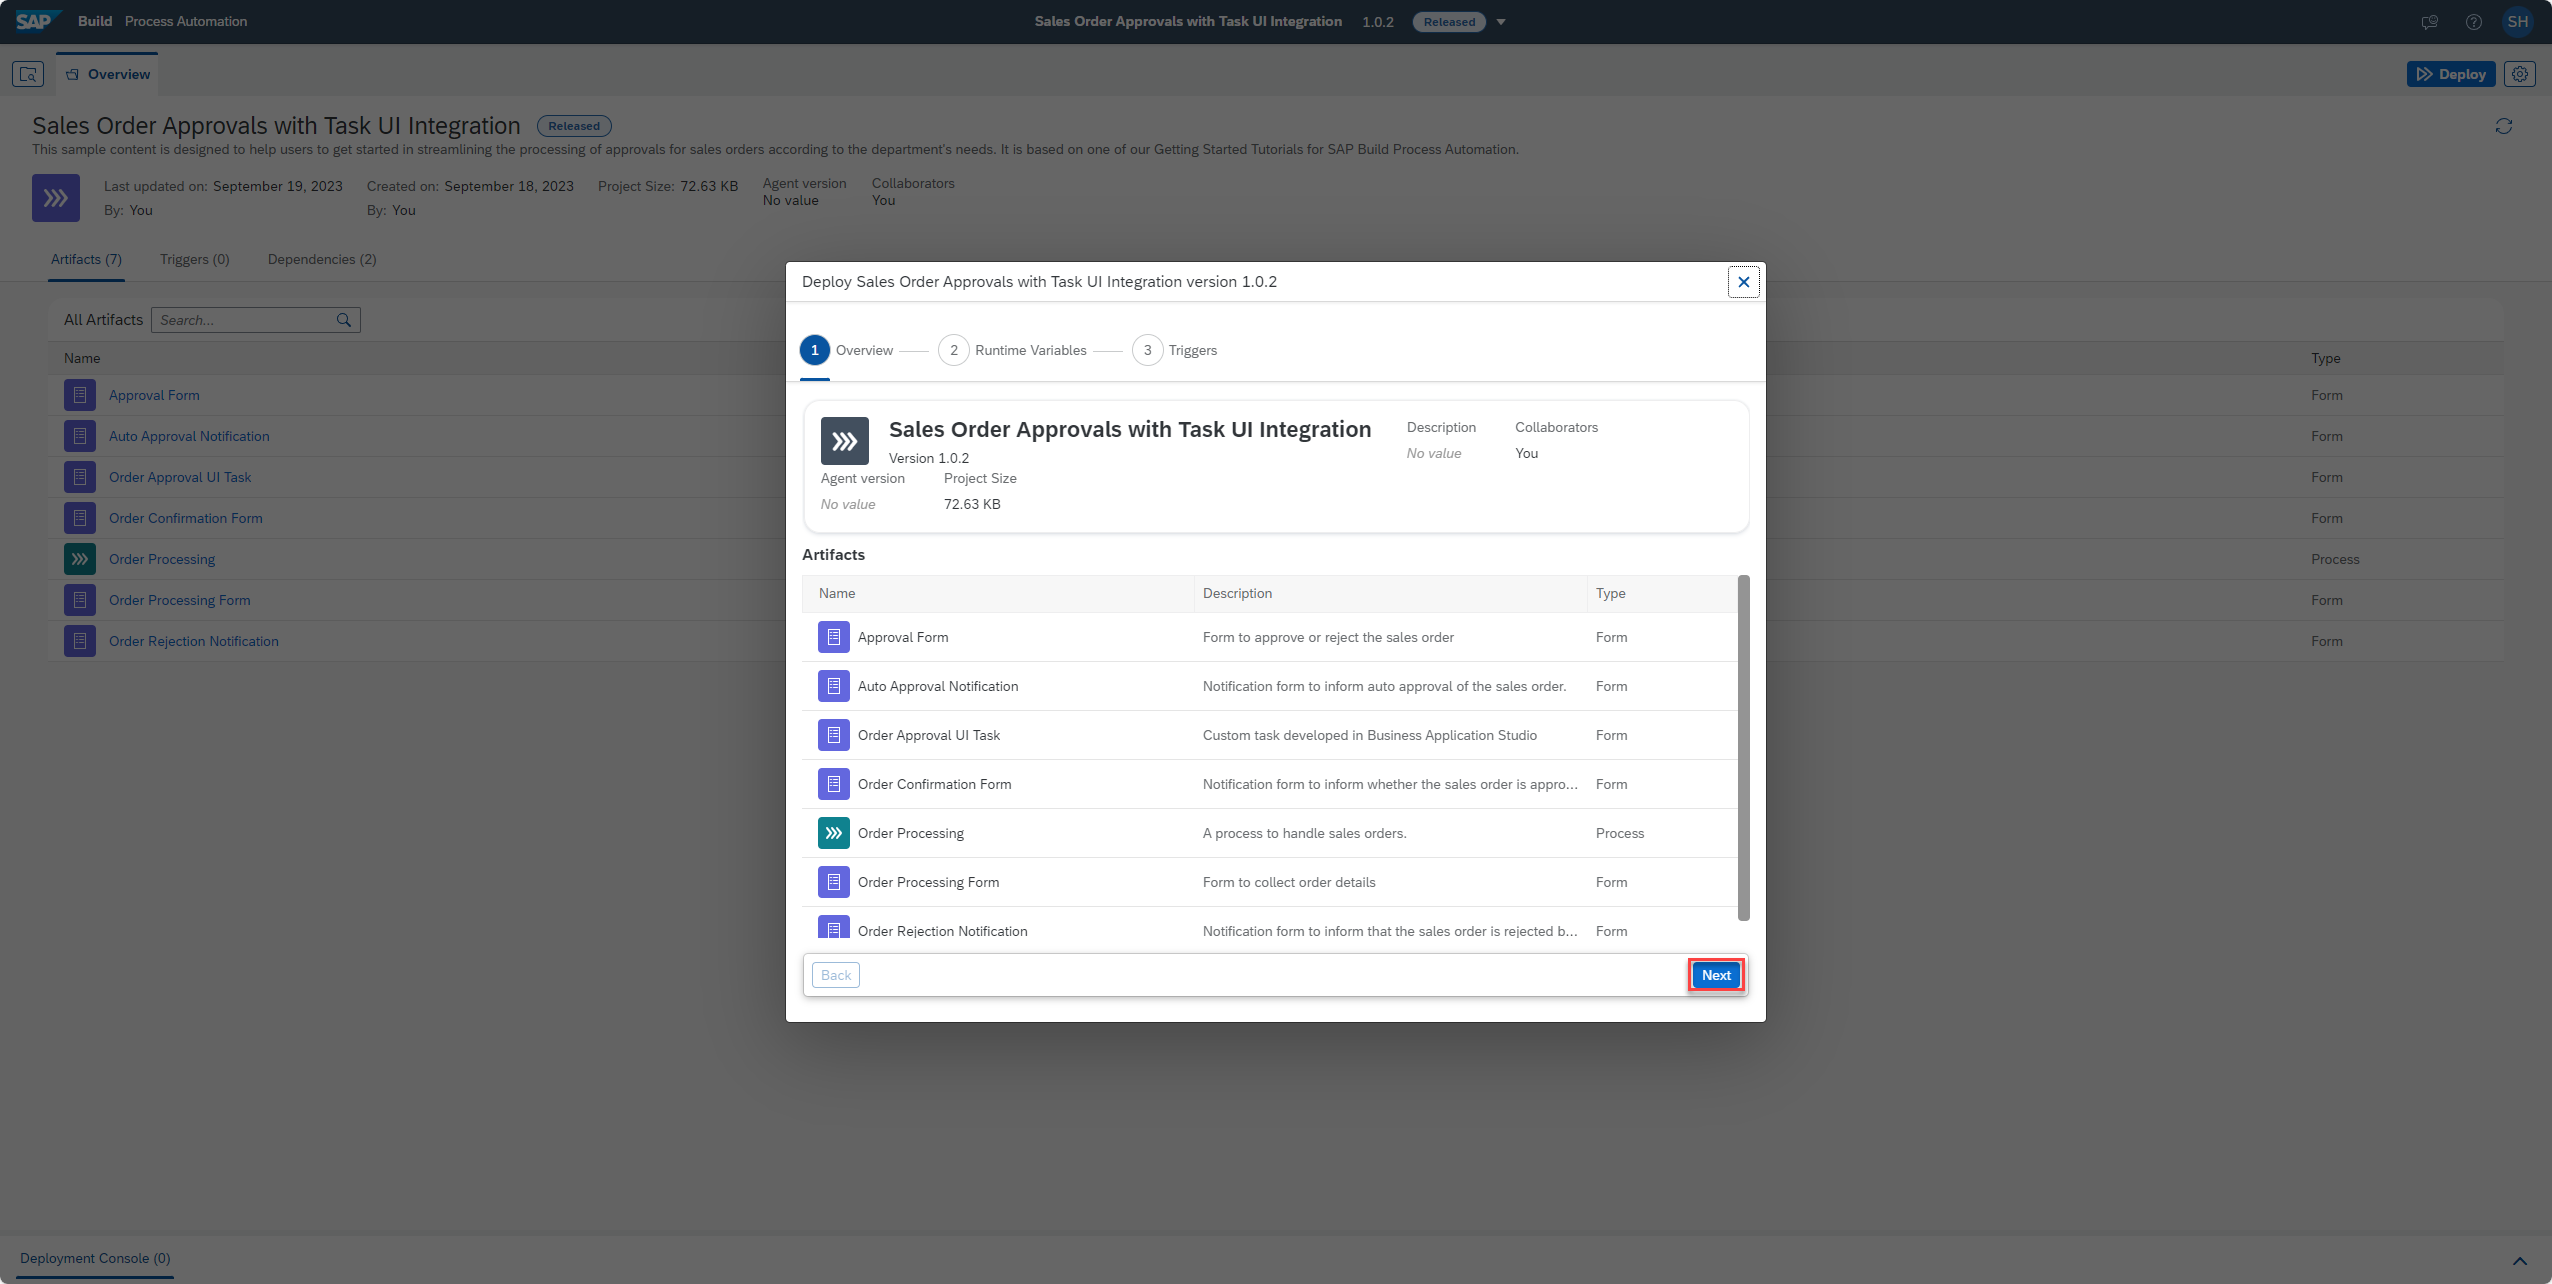 SAP Build Process Automation
Sales Order Approvals with Task UI Integration 1.0.2 Released
SH
Overview
Deploy
Sales Order Approvals with Task UI Integration Released
This sample content is designed to help users to get started in streamlining the processing of approvals for sales orders according to the department's needs. It is based on one of our Getting Started Tutorials for SAP Build Process Automation.
Last updated on: September 19, 2023
By: You
Created on: September 18, 2023
By: You
Project Size: 72.63 KB
Agent version
No value
Collaborators
You
Artifacts (7) Triggers (0) Dependencies (2)
All Artifacts Search...
Name Type
Approval Form Form
Auto Approval Notification Form
Order Approval UI Task Form
Order Confirmation Form Form
Order Processing Process
Order Processing Form Form
Order Rejection Notification Form
Deploy Sales Order Approvals with Task UI Integration version 1.0.2
1 Overview 2 Runtime Variables 3 Triggers
Sales Order Approvals with Task UI Integration
Version 1.0.2
Description
No value
Collaborators
You
Agent version
No value
Project Size
72.63 KB
Artifacts
Name Description Type
Approval Form Form to approve or reject the sales order Form
Auto Approval Notification Notification form to inform auto approval of the sales order. Form
Order Approval UI Task Custom task developed in Business Application Studio Form
Order Confirmation Form Notification form to inform whether the sales order is appro... Form
Order Processing A process to handle sales orders. Process
Order Processing Form Form to collect order details Form
Order Rejection Notification Notification form to inform that the sales order is rejected b... Form
Back Next
Deployment Console (0)